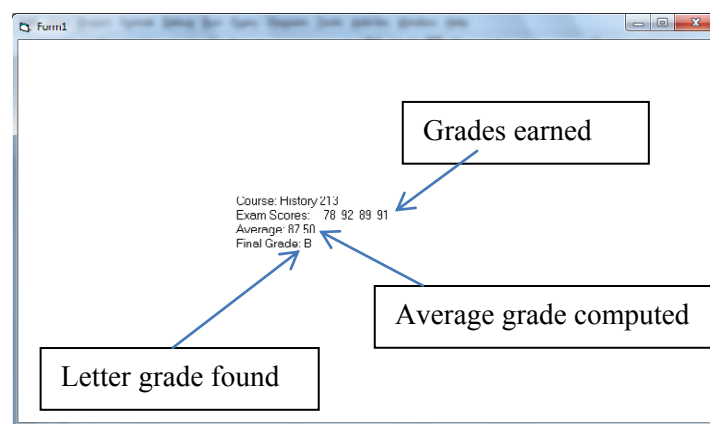 Form1
Grades earned
Course: History 213
Exam Scores: 78 92 89 91
Average: 87.50
Final Grade: B
Average grade computed
Letter grade found